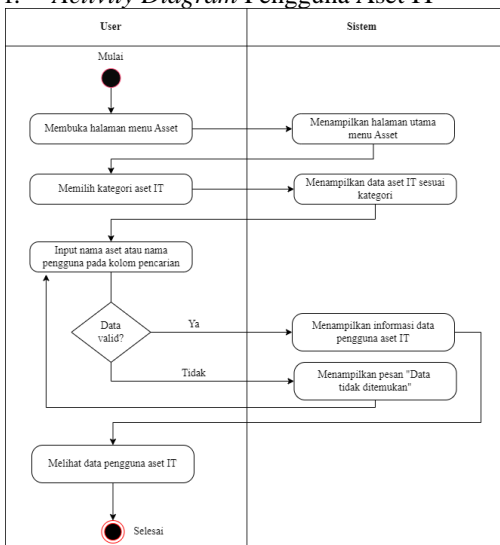 Activity Diagram Pengguna Aset IT
User
Sistem
Mulai
Membuka halaman menu Asset
Menampilkan halaman utama
menu Asset
Memilih kategori aset IT
Menampilkan data aset IT sesuai
kategori
Input nama aset atau nama
pengguna pada kolom pencarian
Data
valid?
Ya
Menampilkan informasi data
pengguna aset IT
Tidak
Menampilkan pesan "Data
tidak ditemukan"
Melihat data pengguna aset IT
Selesai